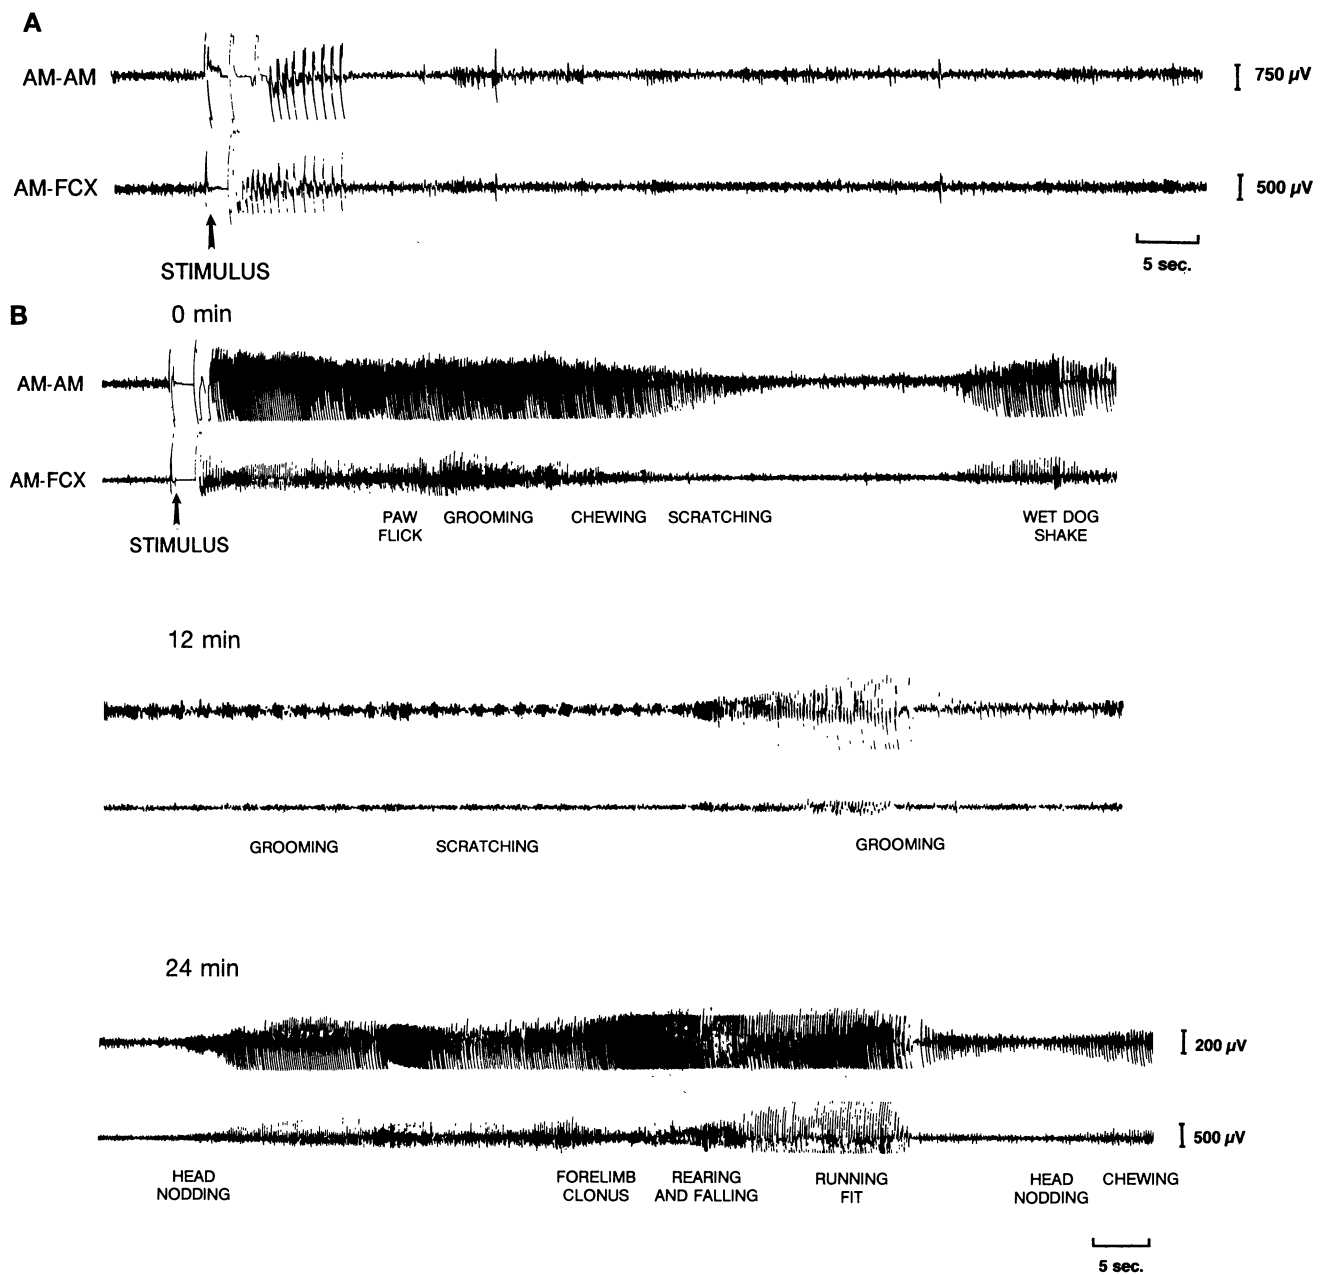 A
AM-AM
750 µV
AM-FCX
500 µV
STIMULUS
5 sec.
B
0 min
AM-AM
AM-FCX
PAW
FLICK
GROOMING
CHEWING
SCRATCHING
WET DOG
SHAKE
STIMULUS
12 min
GROOMING
SCRATCHING
GROOMING
24 min
200 µV
500 µV
HEAD
NODDING
FORELIMB
CLONUS
REARING
AND FALLING
RUNNING
FIT
HEAD
NODDING
CHEWING
5 sec.